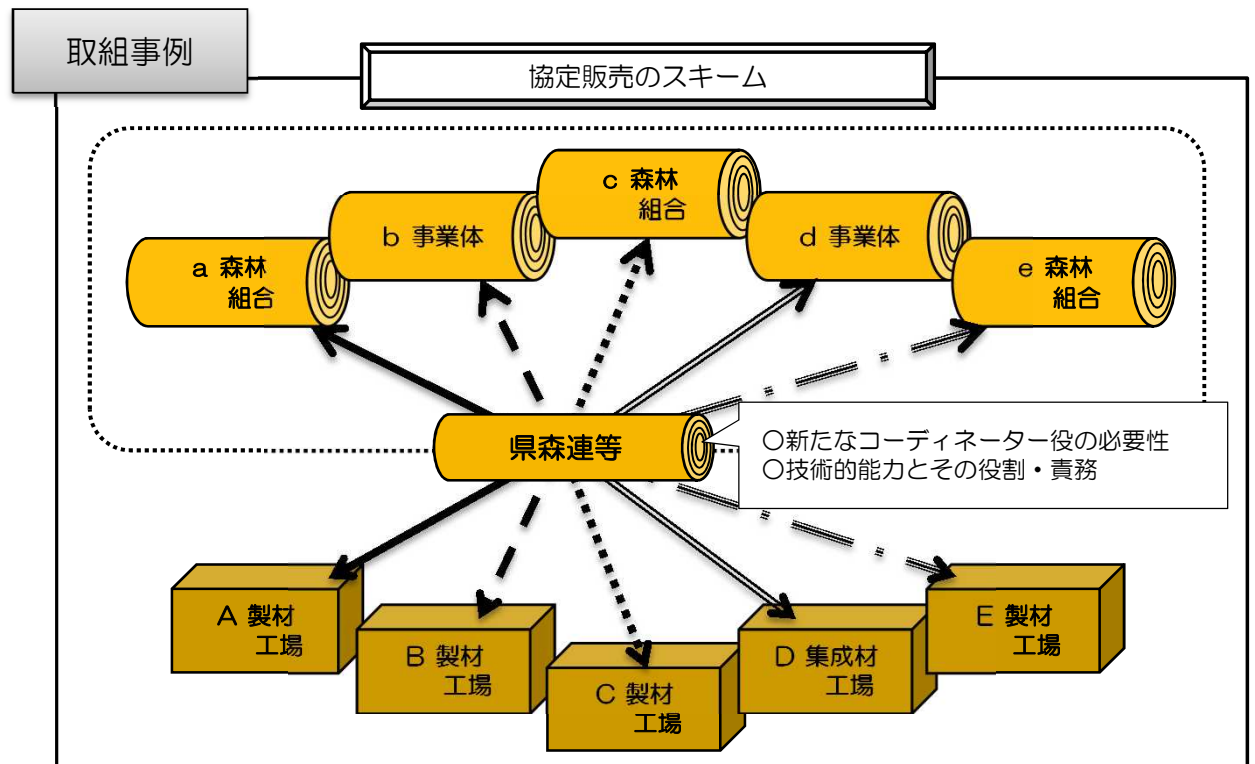 取組事例
協定販売のスキーム
c 森林
組合
b 事業体
d 事業体
a 森林
組合
e 森林
組合
県森連等
〇新たなコーディネーター役の必要性
〇技術的能力とその役割・責務
A 製材
工場
B 製材
工場
C 製材
工場
D 集成材
工場
E 製材
工場